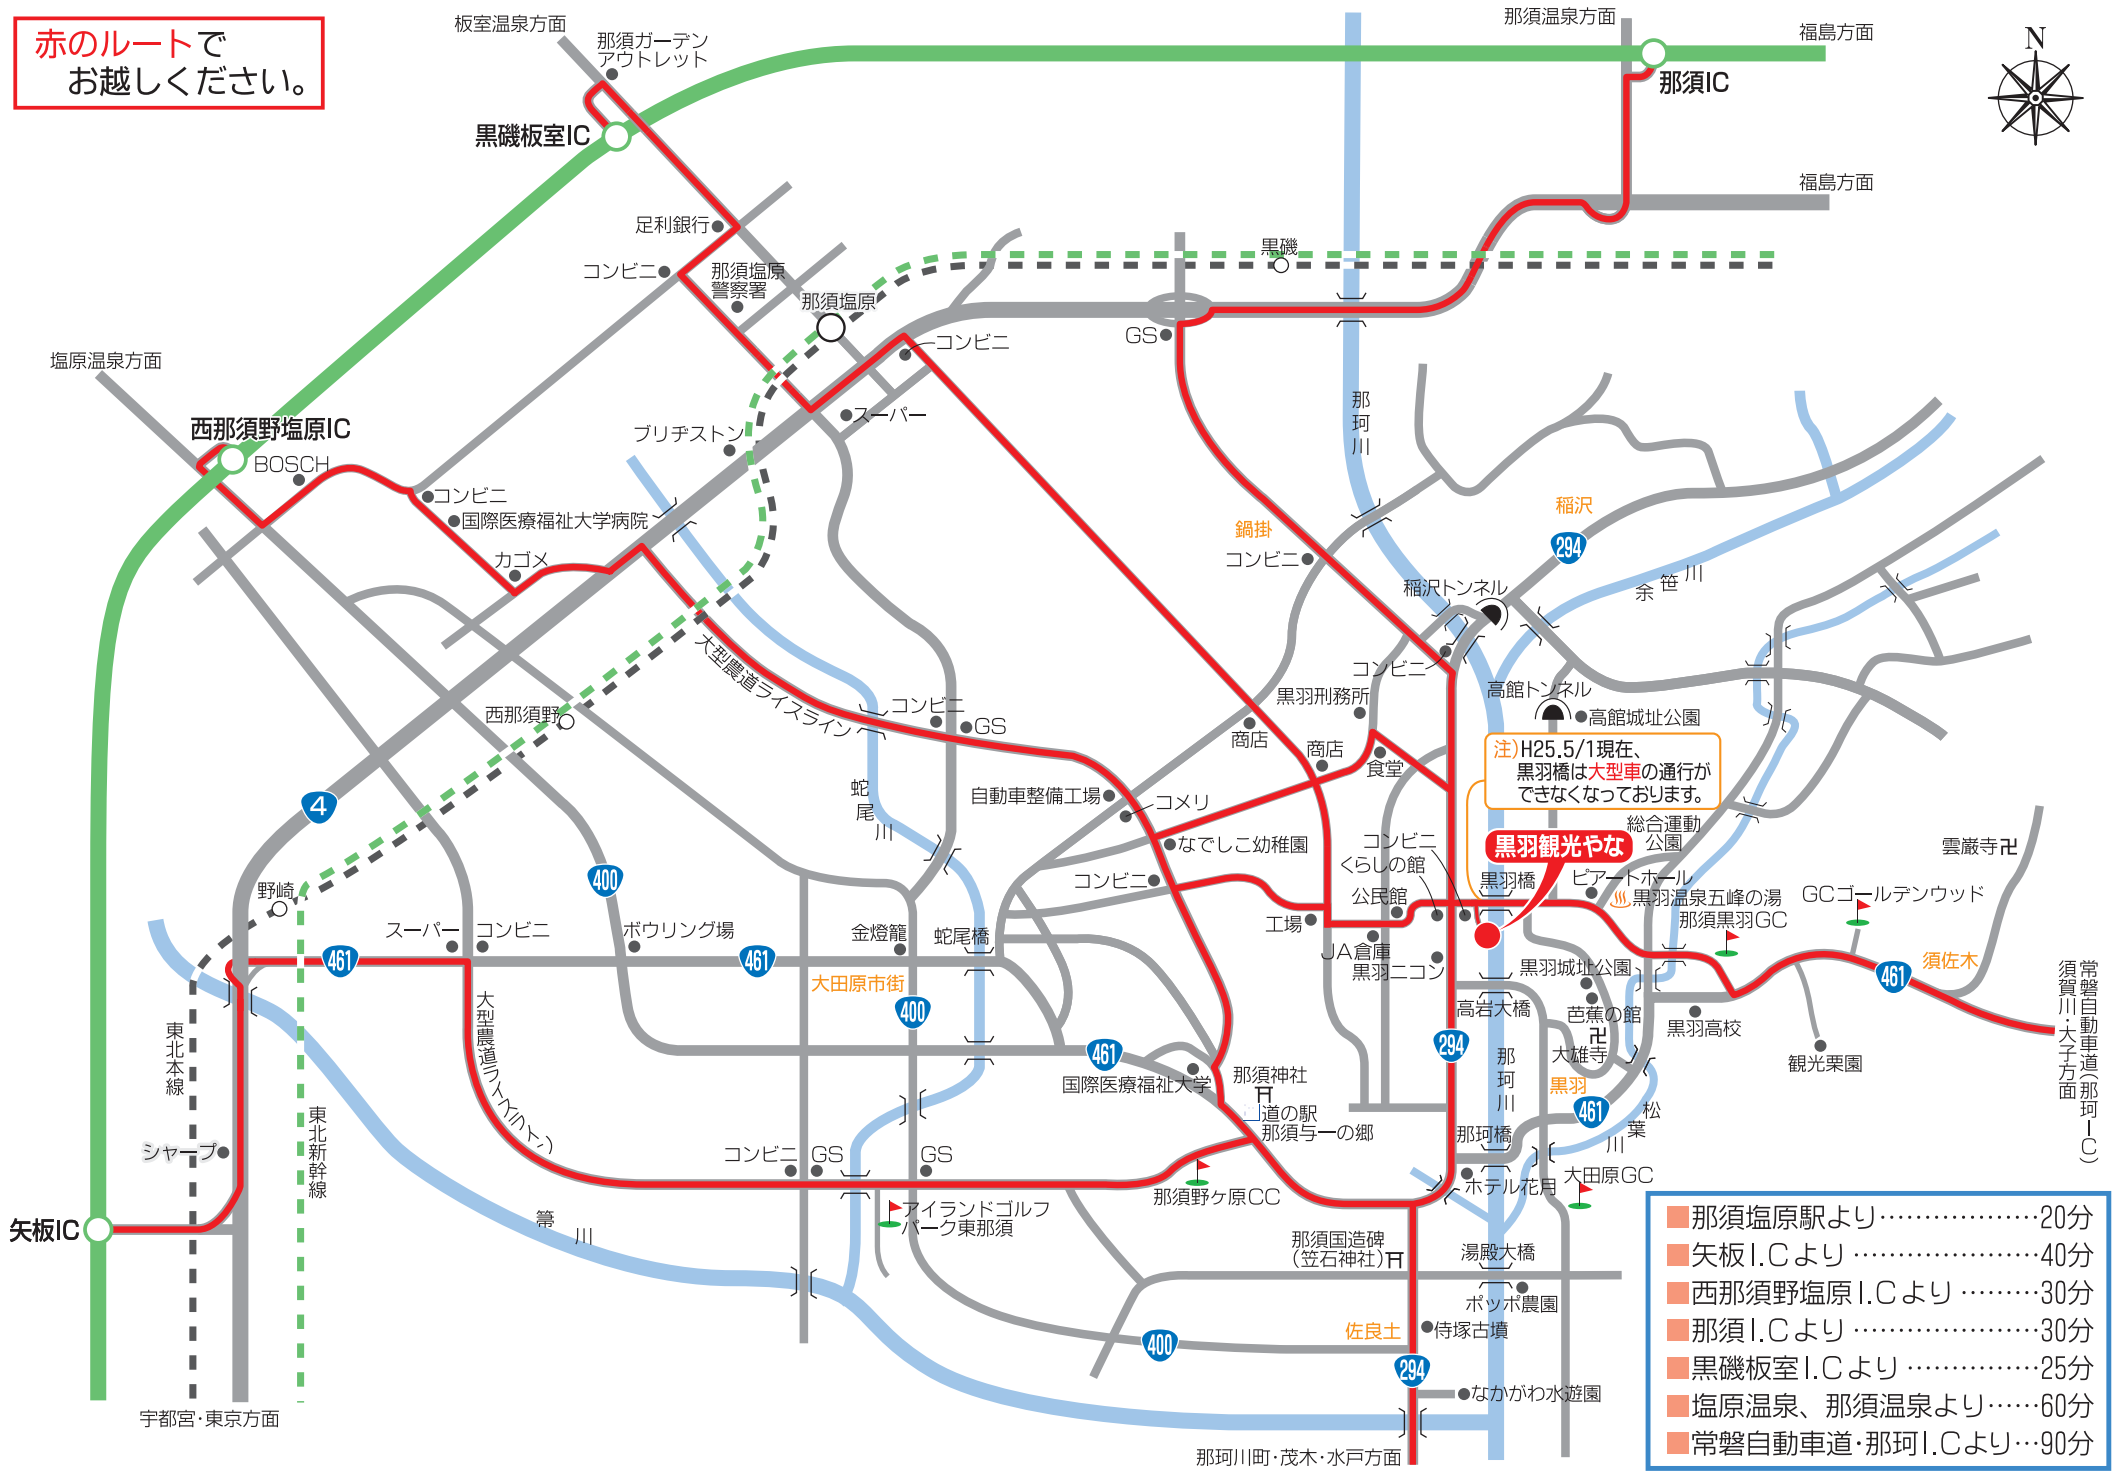 赤のルートで
お越しください。
板室温泉方面
那須ガーデン
アウトレット
黒磯板室IC
那須温泉方面
福島方面
那須IC
N
福島方面
足利銀行
コンビニ
那須塩原
警察署
那須塩原
黒磯
GS
コンビニ
スーパー
ブリヂストン
塩原温泉方面
西那須野塩原IC
BOSCH
コンビニ
国際医療福祉大学病院
カゴメ
那珂川
鍋掛
コンビニ
稲沢
294
稲沢トンネル
余笹川
コンビニ
高館トンネル
高館城址公園
黒羽刑務所
商店
商店
食堂
大型農道ライスライン
西那須野
コンビニ
GS
蛇尾川
自動車整備工場
コメリ
なでしこ幼稚園
コンビニ
注)H25.5/1現在、
黒羽橋は大型車の通行が
できなくなっております。
黒羽観光やな
総合運動
公園
コンビニ
くらしの館
公民館
黒羽橋
ピアートホール
黒羽温泉五峰の湯
那須黒羽GC
GCゴールデンウッド
雲巌寺卍
須佐木
461
4
400
野崎
スーパー
コンビニ
ボウリング場
461
461
金燈籠
蛇尾橋
大田原市街
400
工場
JA倉庫
黒羽ニコン
黒羽城址公園
高岩大橋
芭蕉の館
卍
大雄寺
黒羽高校
観光栗園
常磐自動車道(那珂IC)
須賀川・大子方面
294
那珂川
黒羽
461
松葉川
461
国際医療福祉大学
那須神社
道の駅
那須与一の郷
那珂橋
ホテル花月
大田原GC
東北本線
東北新幹線
大型農道ライトライン
シャープ
矢板IC
コンビニ
GS
GS
アイランドゴルフ
パーク東那須
那須野ヶ原CC
箒川
那須国造碑
(笠石神社)
湯殿大橋
ポッポ農園
佐良土
侍塚古墳
400
294
なかがわ水遊園
宇都宮・東京方面
那珂川町・茂木・水戸方面
那須塩原駅より………………20分
矢板I.Cより…………………40分
西那須野塩原I.Cより………30分
那須I.Cより…………………30分
黒磯板室I.Cより……………25分
塩原温泉、那須温泉より……60分
常磐自動車道・那珂I.Cより…90分